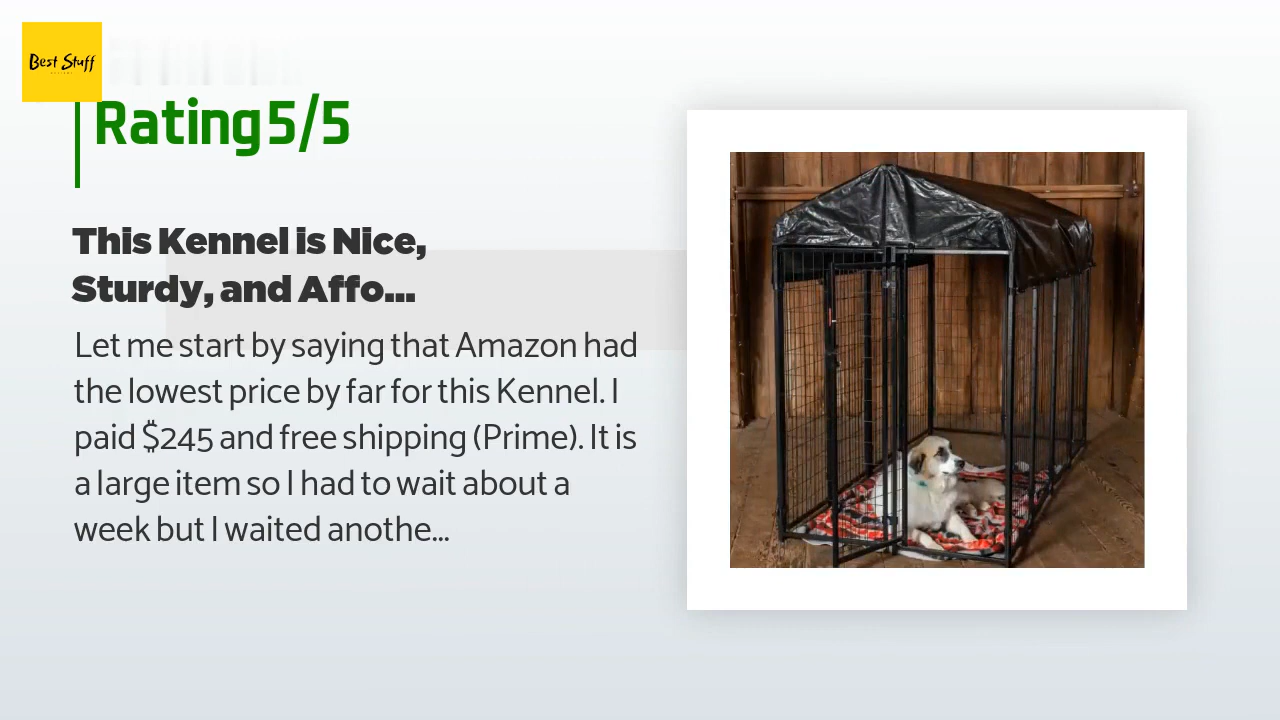 Best Stuff
Rating 5/5
This Kennel is Nice,
Sturdy, and Affo...
Let me start by saying that Amazon had
the lowest price by far for this Kennel. I
paid $245 and free shipping (Prime). It is
a large item so I had to wait about a
week but I waited anothe...